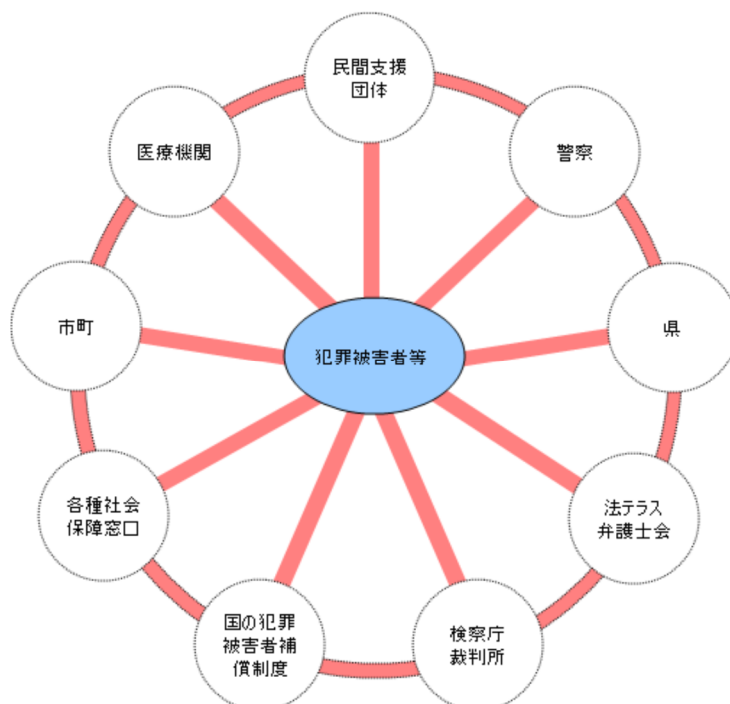 民間支援
団体
警察
県
法テラス
弁護士会
検察庁
裁判所
国の犯罪
被害者補
償制度
各種社会
保障窓口
市町
医療機関
犯罪被害者等